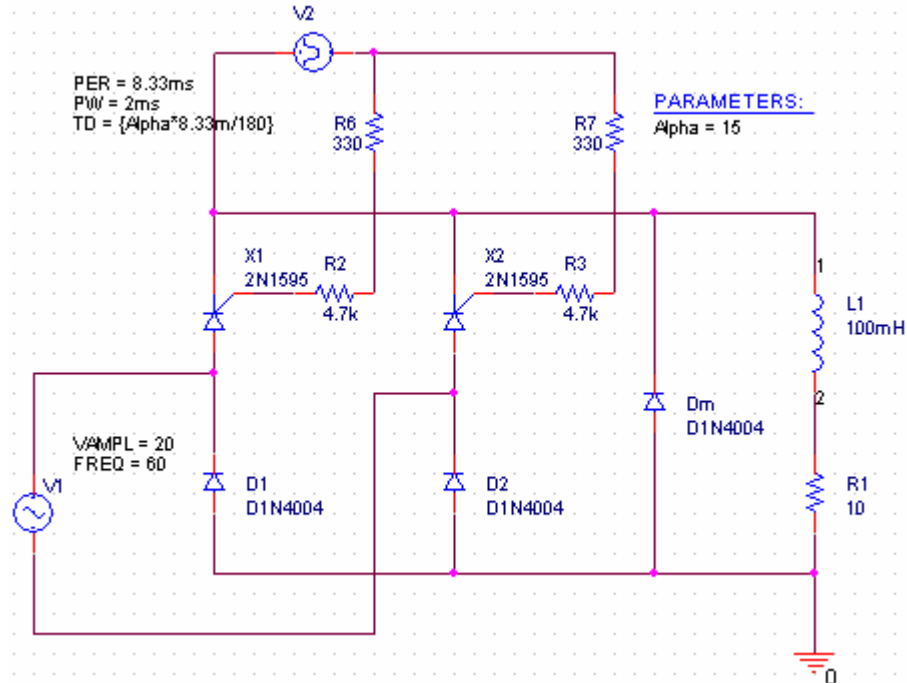 V2
PER = 8.33ms
PW = 2ms
TD = {Alpha*8.33m/180}
R6
330
R7
330
PARAMETERS:
Alpha = 15
X1
2N1595
R2
4.7k
X2
2N1595
R3
4.7k
1
L1
100mH
2
Dm
D1N4004
VAMPL = 20
FREQ = 60
V1
D1
D1N4004
D2
D1N4004
R1
10
0